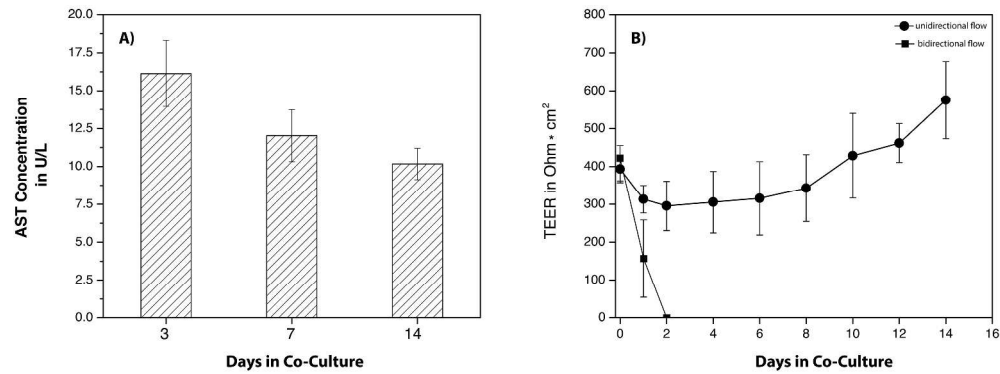 A)
AST Concentration
in U/L
20.0
17.5
15.0
12.5
10.0
7.5
5.0
2.5
0.0
3 7 14
Days in Co-Culture
B)
unidirectional flow
bidirectional flow
TEER in Ohm * cm²
800
700
600
500
400
300
200
100
0
0 2 4 6 8 10 12 14 16
Days in Co-Culture